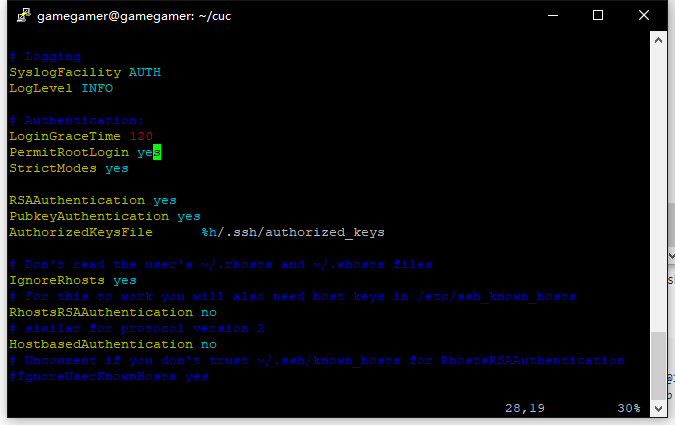 gamegamer@gamegamer: ~/cuc
# Logging
SyslogFacility AUTH
LogLevel INFO
# Authentication:
LoginGraceTime 120
PermitRootLogin yes
StrictModes yes
RSAAuthentication yes
PubkeyAuthentication yes
AuthorizedKeysFile      %h/.ssh/authorized_keys
# Don't read the user's ~/.rhosts and ~/.shosts files
IgnoreRhosts yes
# For this to work you will also need host keys in /etc/ssh_known_hosts
RhostsRSAAuthentication no
# similar for protocol version 2
HostbasedAuthentication no
# Uncomment if you don't trust ~/.ssh/known_hosts for RhostsRSAAuthentication
#IgnoreUserKnownHosts yes
28,19 30%